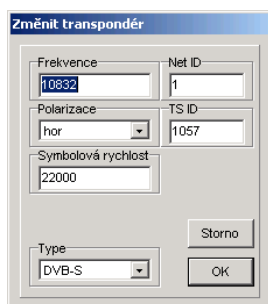 Změnit transpondér
Frekvence Net ID
10832 1
Polarizace TS ID
hor 1057
Symbolová rychlost
22000
Storno
Type
DVB-S OK